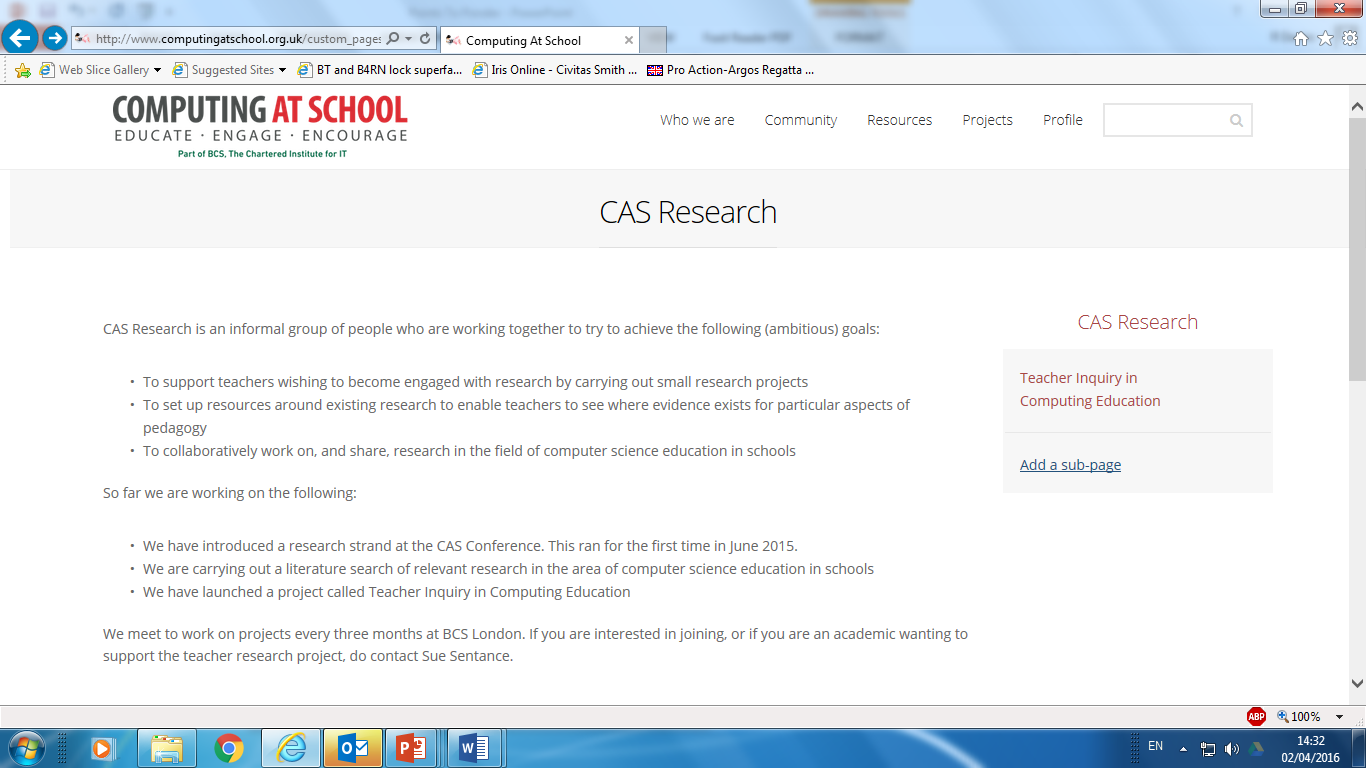 http://www.computingatschool.org.uk/custom_pages
Computing At School
Web Slice Gallery
Suggested Sites
BT and B4RN lock superfa...
Iris Online - Civitas Smith ...
Pro Action-Argos Regatta ...
COMPUTING AT SCHOOL
EDUCATE · ENGAGE · ENCOURAGE
Part of BCS, The Chartered Institute for IT
Who we are
Community
Resources
Projects
Profile
CAS Research
CAS Research is an informal group of people who are working together to try to achieve the following (ambitious) goals:
• To support teachers wishing to become engaged with research by carrying out small research projects
• To set up resources around existing research to enable teachers to see where evidence exists for particular aspects of
pedagogy
• To collaboratively work on, and share, research in the field of computer science education in schools
So far we are working on the following:
• We have introduced a research strand at the CAS Conference. This ran for the first time in June 2015.
• We are carrying out a literature search of relevant research in the area of computer science education in schools
• We have launched a project called Teacher Inquiry in Computing Education
We meet to work on projects every three months at BCS London. If you are interested in joining, or if you are an academic wanting to
support the teacher research project, do contact Sue Sentance.
CAS Research
Teacher Inquiry in
Computing Education
Add a sub-page
ABP
100%
EN
14:32
02/04/2016